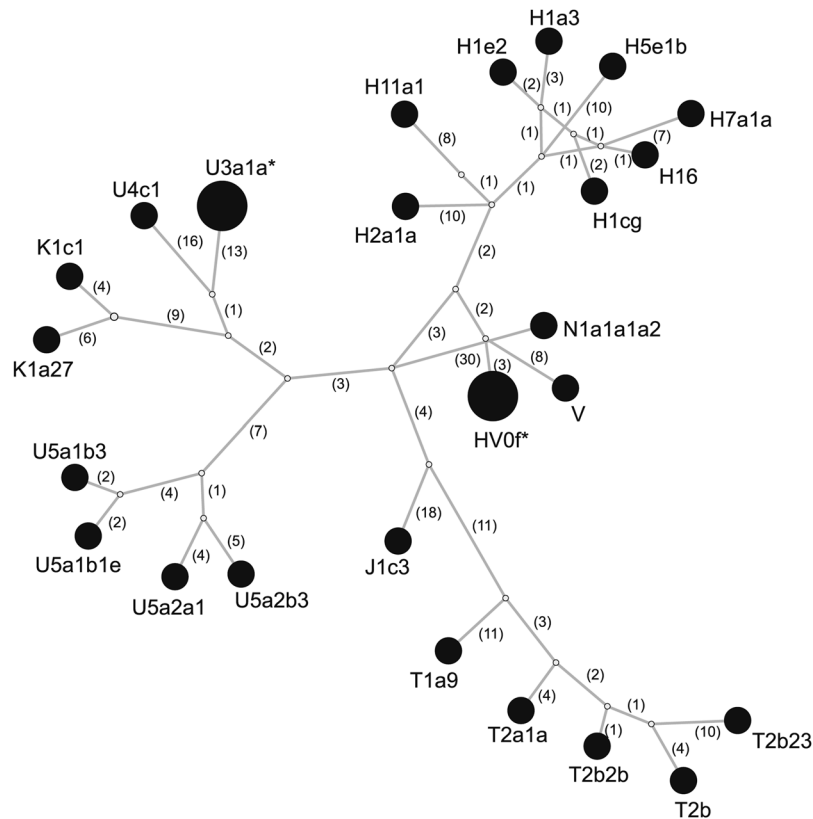 H1a3
H1e2
H5e1b
(2)
(3)
H11a1
(1)
(10)
H7a1a
(8)
(1)
(1)
(7)
U3a1a*
(1)
(2)
(1)
H16
U4c1
(1)
(1)
H1cg
(10)
H2a1a
(16)
(13)
K1c1
(2)
(4)
(9)
(1)
(2)
(6)
(3)
N1a1a1a2
K1a27
(2)
(30)
(3)
(8)
(3)
V
(4)
HV0f*
(7)
U5a1b3
(2)
(4)
(1)
(2)
(18)
(11)
(4)
(5)
U5a1b1e
J1c3
U5a2a1
U5a2b3
(3)
(11)
T1a9
(2)
(4)
(1)
T2a1a
(1)
(10)
T2b23
(4)
T2b2b
T2b